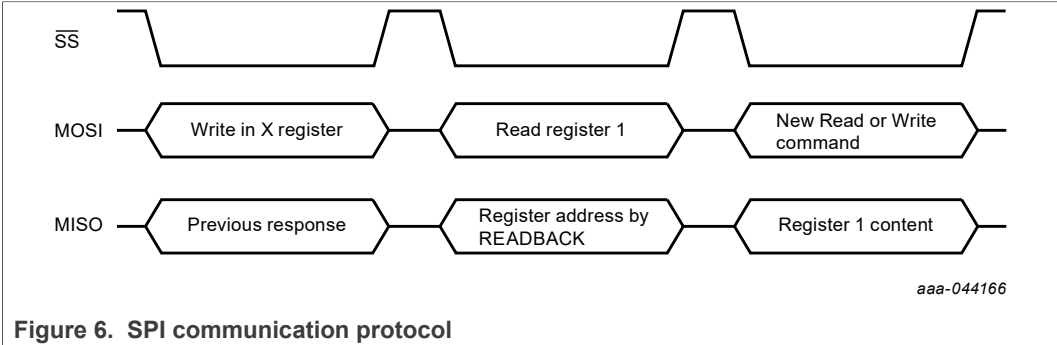 SS
MOSI
Write in X register
Read register 1
New Read or Write
command
MISO
Previous response
Register address by
READBACK
Register 1 content
aaa-044166
Figure 6. SPI communication protocol